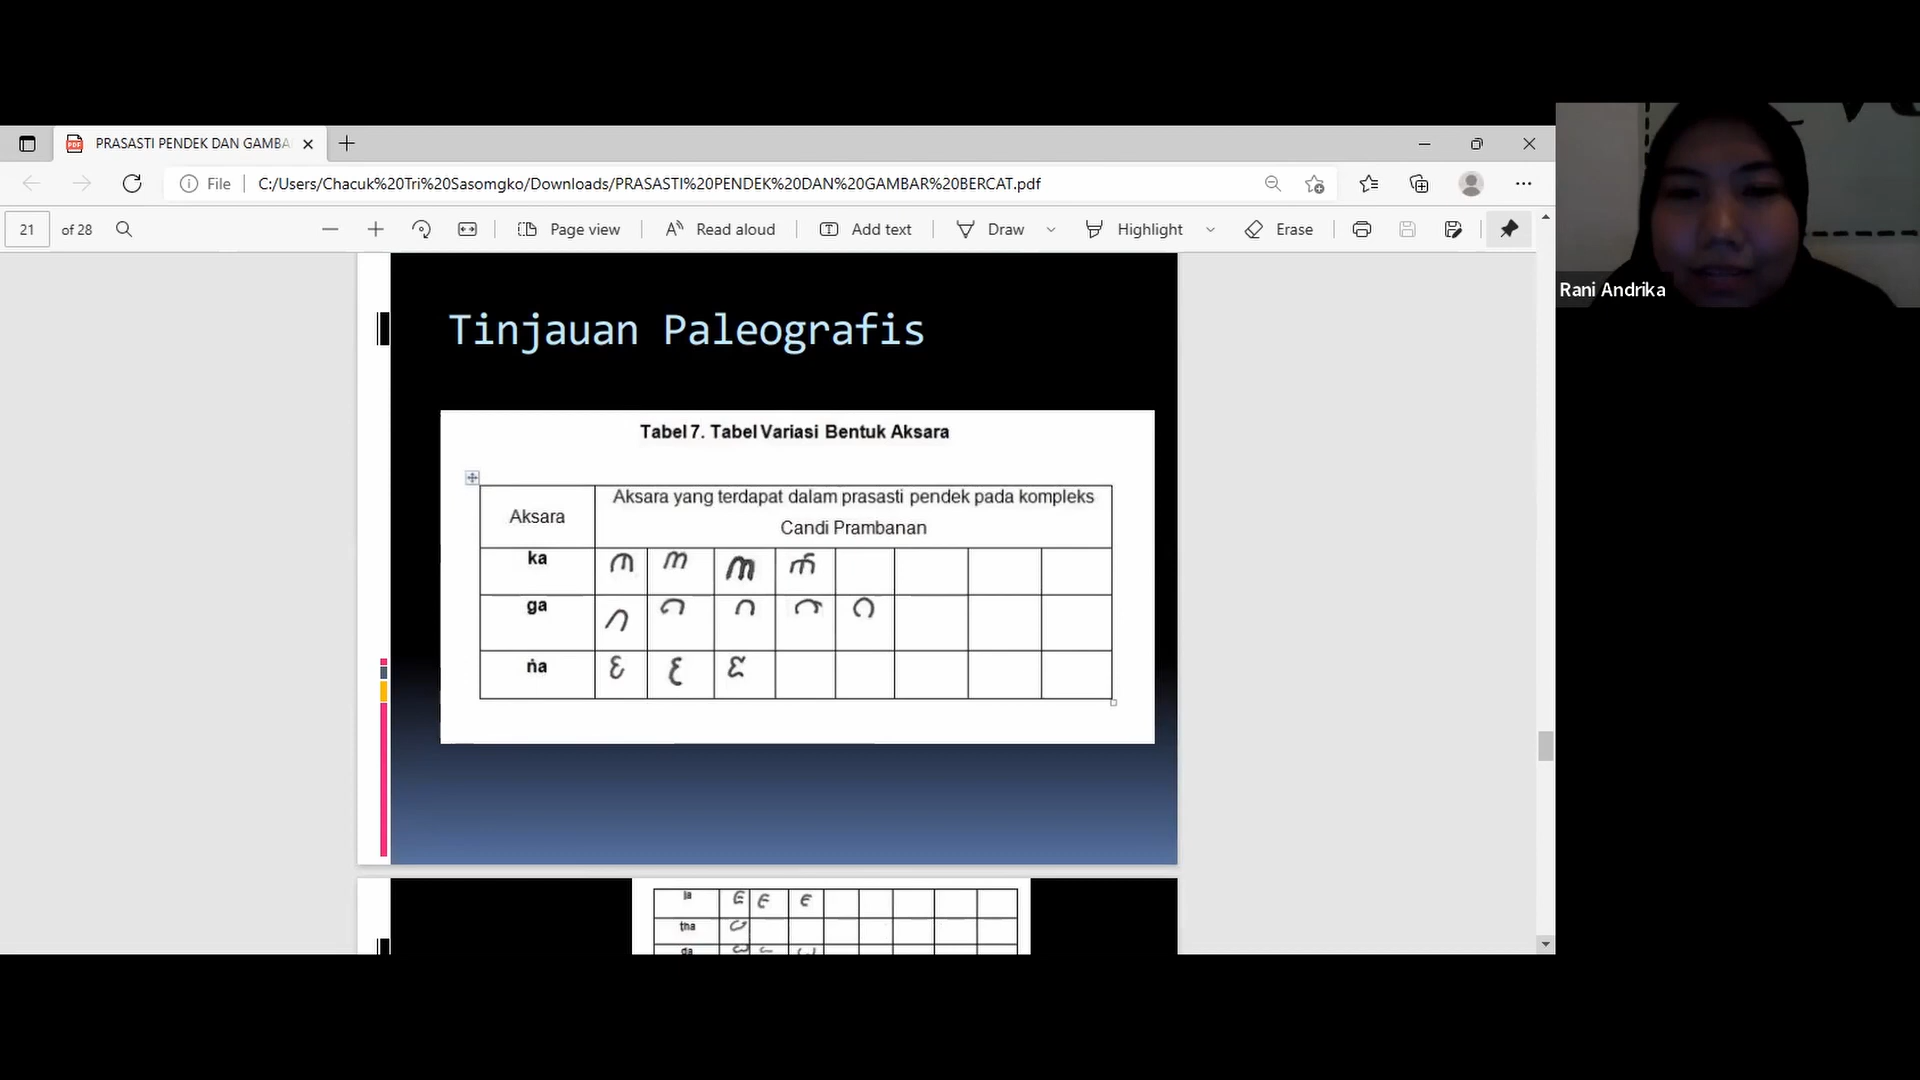 PRASASTI PENDEK DAN GAMBA
File
C:/Users/Chacuk%20Tri%20Sasomgko/Downloads/PRASASTI%20PENDEK%20DAN%20GAMBAR%20BERCAT.pdf
21 of 28
Page view
Read aloud
Add text
Draw
Highlight
Erase
Rani Andrika
Tinjauan Paleografis
Tabel 7. Tabel Variasi Bentuk Aksara
Aksara
Aksara yang terdapat dalam prasasti pendek pada kompleks
Candi Prambanan
ka
ga
ṅa
tha
da